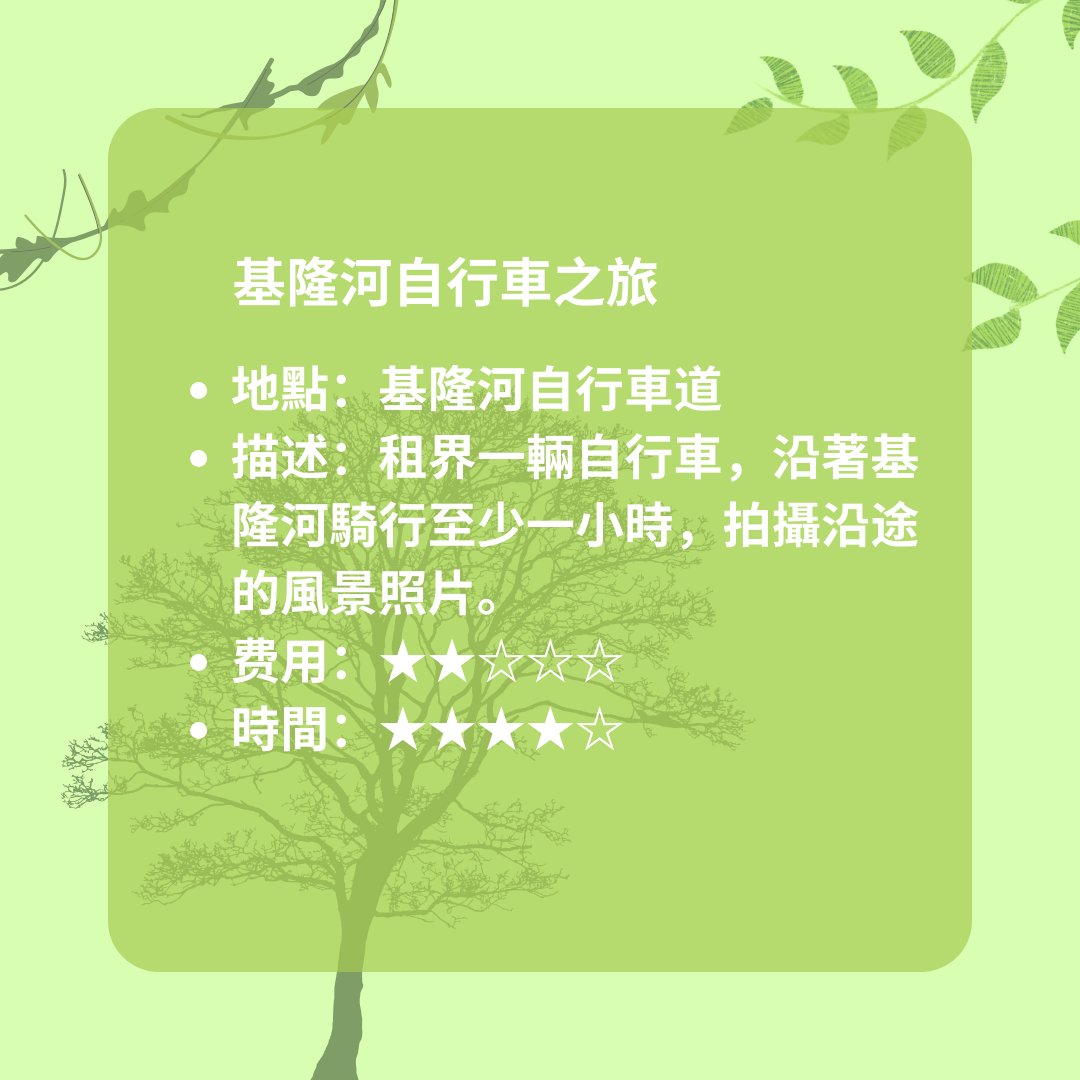 基隆河自行車之旅
• 地點：基隆河自行車道
• 描述：租界一輛自行車，沿著基
隆河騎行至少一小時，拍攝沿途
的風景照片。
• 费用：★★☆☆☆
• 時間：★★★★☆